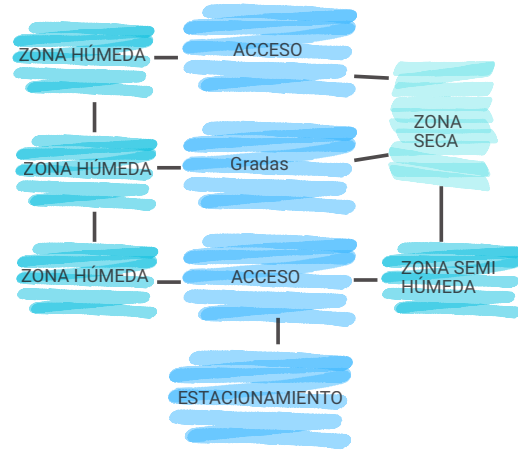 ZONA HÚMEDA
ACCESO
ZONA
SECA
ZONA HÚMEDA
Gradas
ZONA HÚMEDA
ACCESO
ZONA SEMI
HÚMEDA
ESTACIONAMIENTO